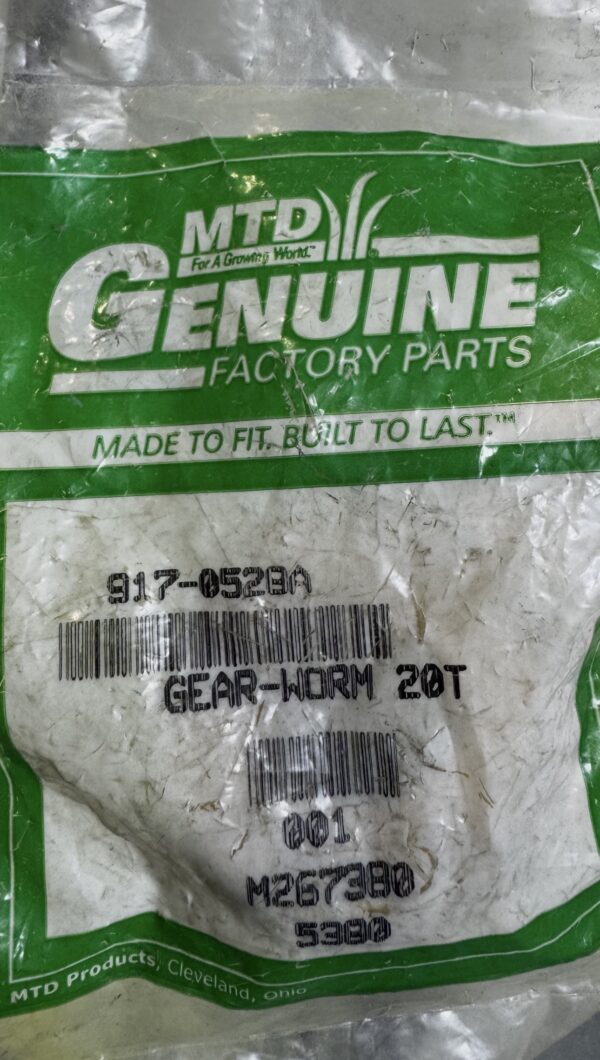 MTD
For A Growing World.™
GENUINE
FACTORY PARTS
MADE TO FIT. BUILT TO LAST.™
917-0528A
GEAR-WORM 20T
001
M267380
5380
MTD Products, Cleveland, Ohio